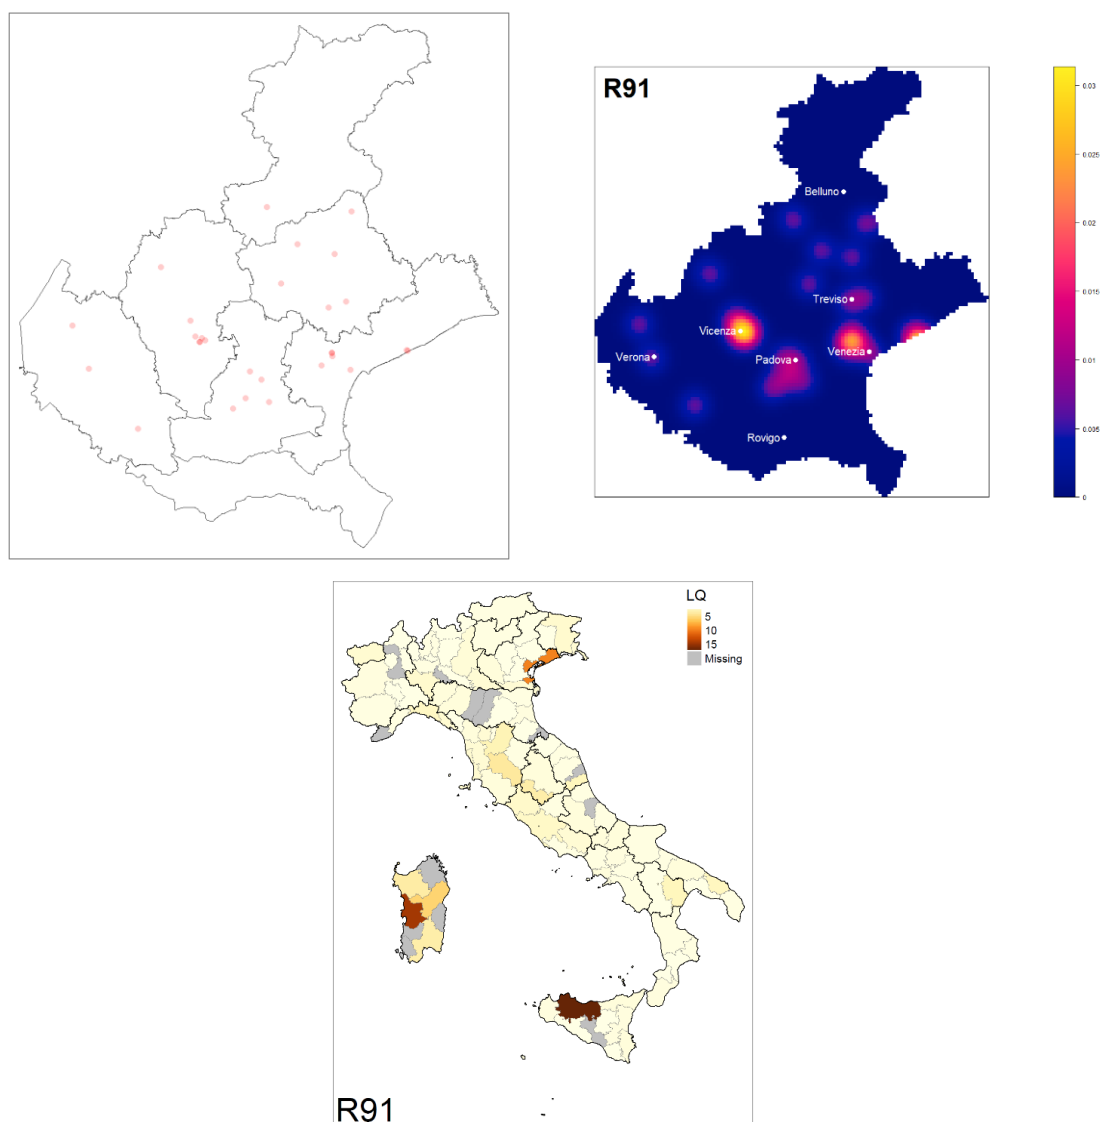 R91
0.03
0.025
0.02
0.015
0.01
0.005
0
Belluno
Treviso
Vicenza
Venezia
Verona
Padova
Rovigo
LQ
5
10
15
Missing
R91